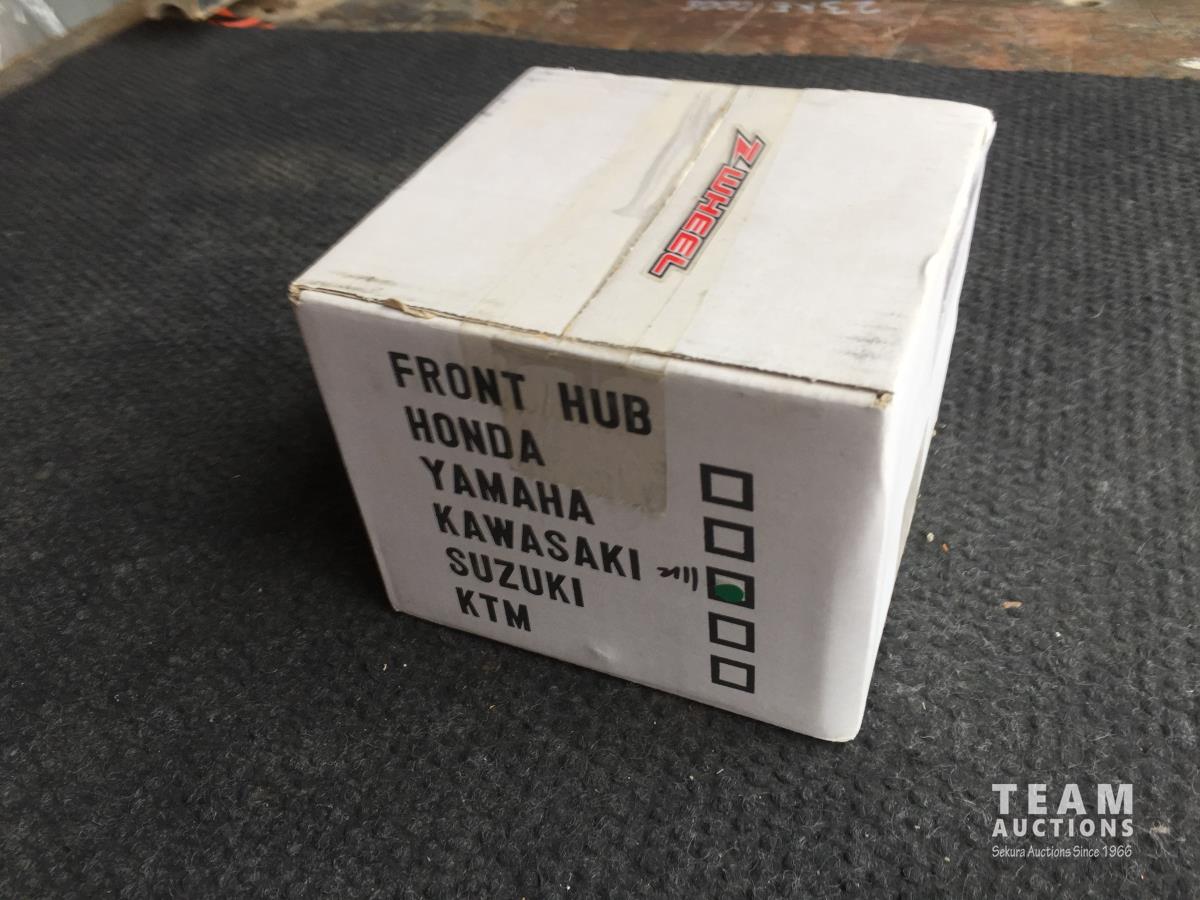 WHEEL
FRONT HUB
HONDA
YAMAHA
KAWASAKI
SUZUKI
KTM
TEAM
AUCTIONS
Sekura Auctions Since 1966